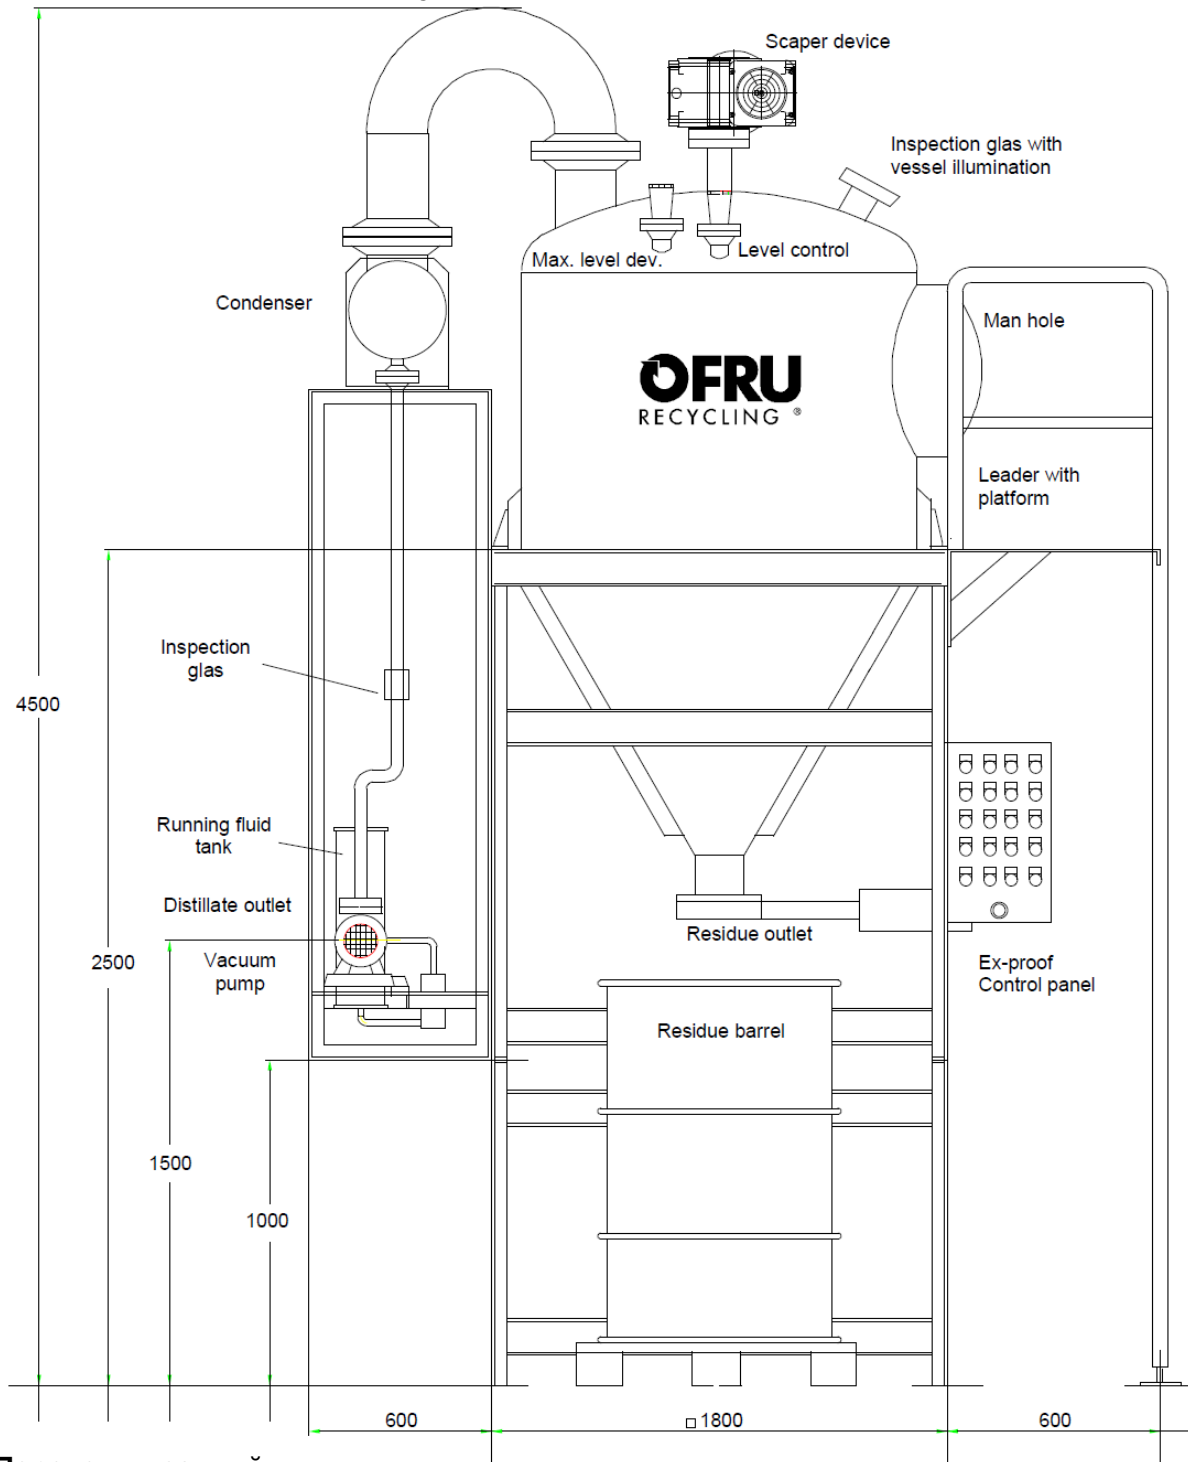 Scaper device
Inspection glas with
vessel illumination
Max. level dev.
Level control
Condenser
Man hole
OFRU
RECYCLING ®
Leader with
platform
Inspection
glas
4500
Running fluid
tank
Distillate outlet
Residue outlet
2500
Vacuum
pump
Ex-proof
Control panel
Residue barrel
1500
1000
600
□ 1800
600